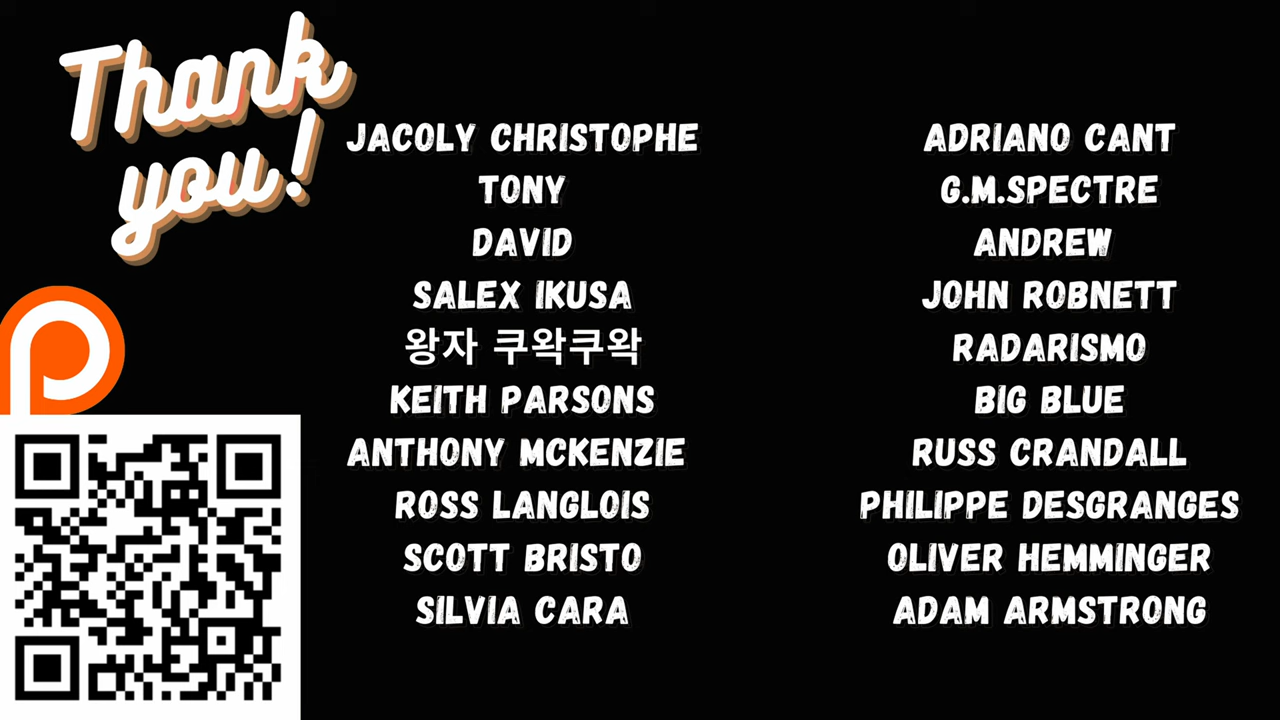 Thank
you!
JACOLY CHRISTOPHE
TONY
DAVID
SALEX IKUSA
왕자 쿠왁쿠왁
KEITH PARSONS
ANTHONY MCKENZIE
ROSS LANGLOIS
SCOTT BRISTO
SILVIA CARA
ADRIANO CANT
G.M.SPECTRE
ANDREW
JOHN ROBNETT
RADARISMO
BIG BLUE
RUSS CRANDALL
PHILIPPE DESGRANGES
OLIVER HEMMINGER
ADAM ARMSTRONG